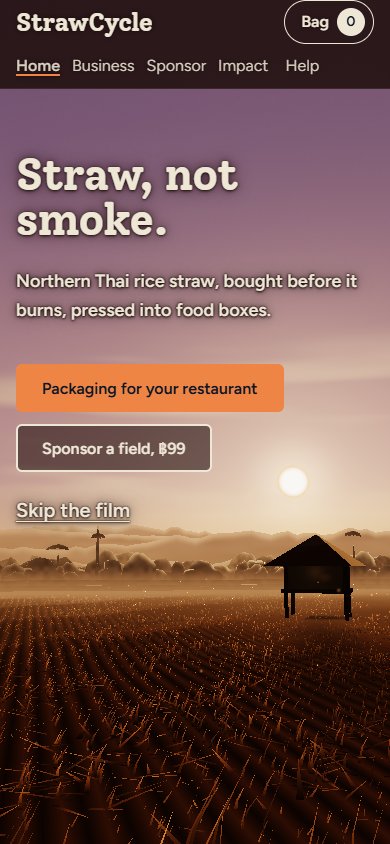 StrawCycle
Bag 0
Home Business Sponsor Impact Help
Straw, not
smoke.
Northern Thai rice straw, bought before it
burns, pressed into food boxes.
Packaging for your restaurant
Sponsor a field, ฿99
Skip the film